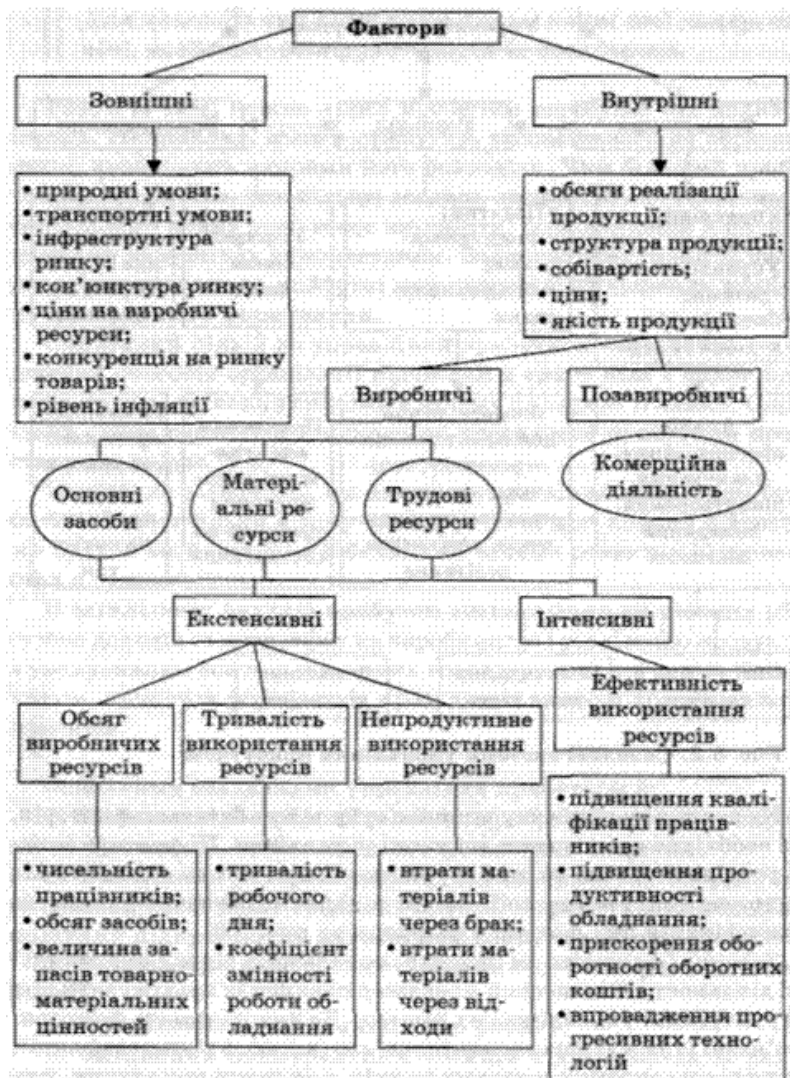 Фактори
Зовнішні
Внутрішні
• природні умови;
• транспортні умови;
• інфраструктура
ринку;
• кон’юнктура ринку;
• ціни на виробничі
ресурси;
• конкуренція на ринку
товарів;
• рівень інфляції
• обсяги реалізації
продукції;
• структура продукції;
• собівартість;
• ціни;
• якість продукції
Виробничі
Позавиробничі
Основні
засоби
Матері-
альні ре-
сурси
Трудові
ресурси
Комерційна
діяльність
Екстенсивні
Інтенсивні
Обсяг
виробничих
ресурсів
Тривалість
використання
ресурсів
Непродуктивне
використання
ресурсів
Ефективність
використання
ресурсів
• чисельність
працівників;
• обсяг засобів;
• величина за-
пасів товарно-
матеріальних
цінностей
• тривалість
робочого
дня;
• коефіцієнт
змінності
роботи об-
ладнання
• втрати ма-
теріалів
через брак;
• втрати ма-
теріалів
через від-
ходи
• підвищення квалі-
фікації праців-
ників;
• підвищення про-
дуктивності
обладнання;
• прискорення обо-
ротності оборотних
коштів;
• впровадження про-
гресивних техно-
логій